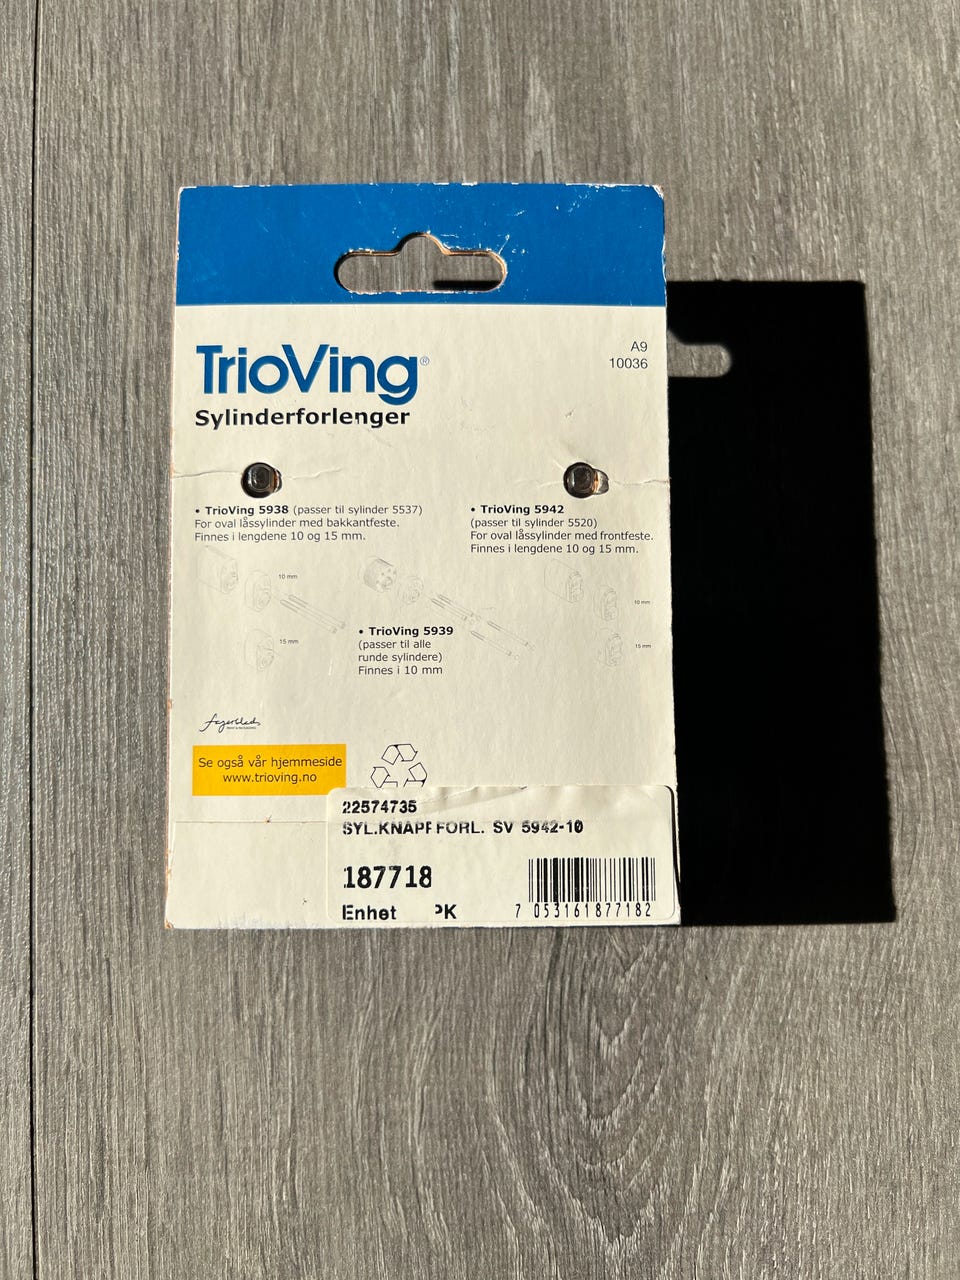 TrioVing®
A9
10036
Sylinderforlenger
• TrioVing 5938 (passer til sylinder 5537)
For oval låssylinder med bakkantfeste.
Finnes i lengdene 10 og 15 mm.
• TrioVing 5942
(passer til sylinder 5520)
For oval låssylinder med frontfeste.
Finnes i lengdene 10 og 15 mm.
10 mm
15 mm
10 mm
15 mm
• TrioVing 5939
(passer til alle
runde sylindere)
Finnes i 10 mm
Se også vår hjemmeside
www.trioving.no
22574735
SYL.KNAPP FORL. SV 5942-10
187718
Enhet PK
7 053161877182